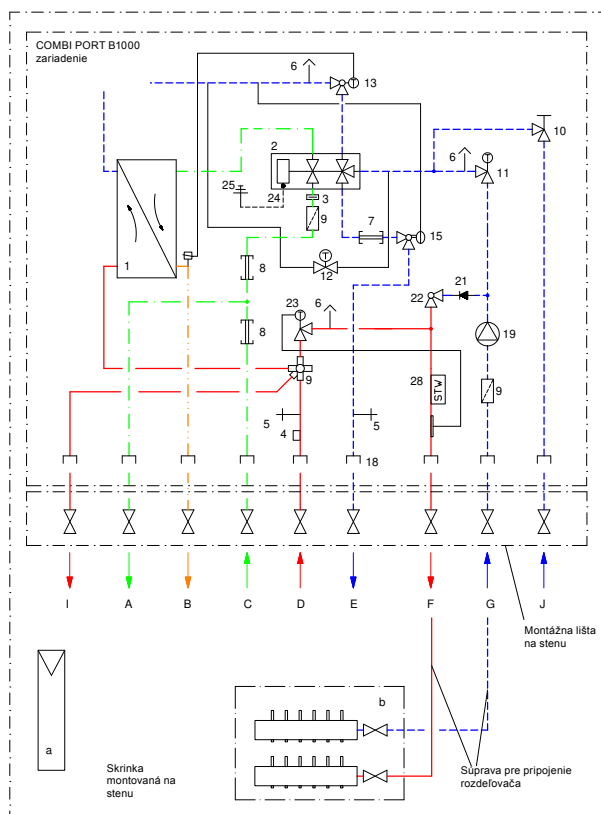 COMBI PORT B1000
zariadenie
6
13
2
6
10
11
25
24
3
9
7
15
8
12
1
23
6
22
21
8
19
9
28
STW
9
5
4
5
18
I
A
B
C
D
E
F
G
J
Montážna lišta
na stenu
a
b
Skrinka
montovaná na
stenu
Súprava pre pripojenie
rozdeľovača
T
T
T
T